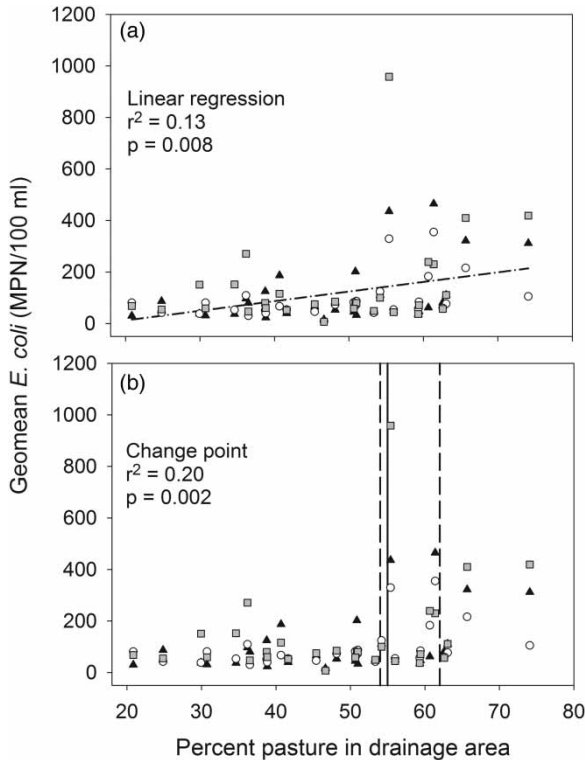 Geomean E. coli (MPN/100 ml)
1200
1000
800
600
400
200
0
(a)
Linear regression
r² = 0.13
p = 0.008
1200
1000
800
600
400
200
0
(b)
Change point
r² = 0.20
p = 0.002
20 30 40 50 60 70 80
Percent pasture in drainage area